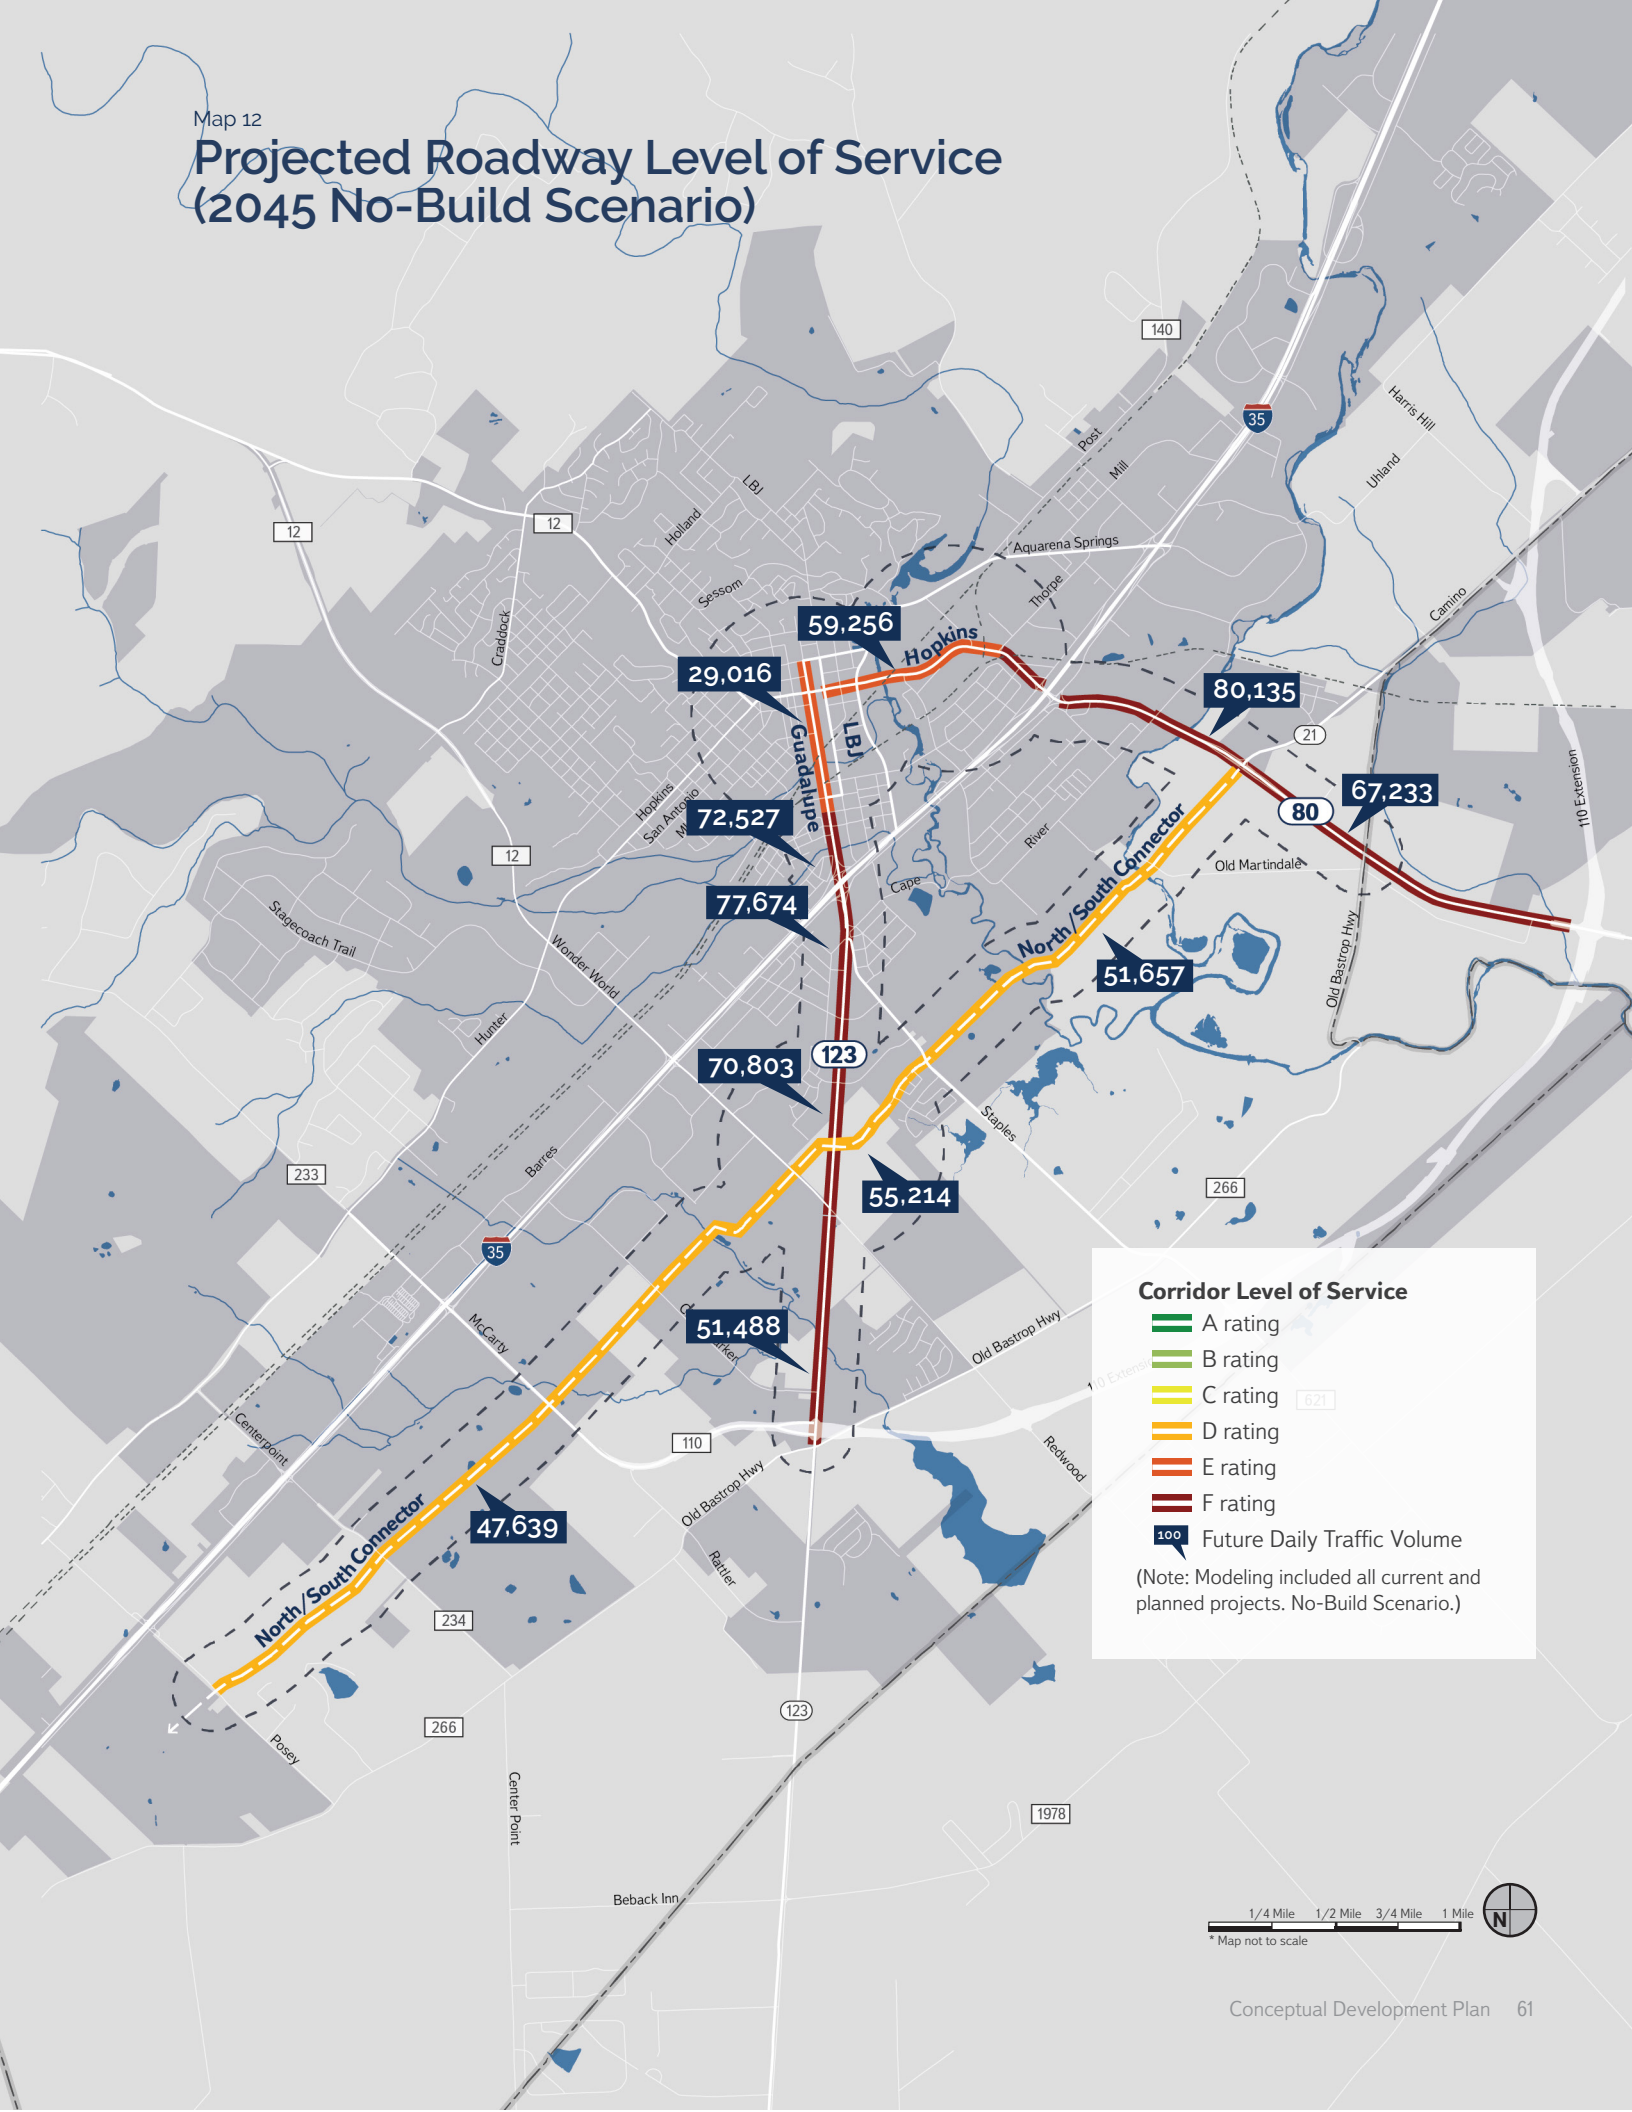 Map 12
Projected Roadway Level of Service
(2045 No-Build Scenario)
140
35
Harris Hill
Post
Mill
Uhland
LBJ
12
12
Holland
Aquarena Springs
Sessom
Thorpe
Camino
Craddock
59,256
Hopkins
29,016
80,135
21
Guadalupe
LBJ
110 Extension
67,233
80
Hopkins
San Antonio
72,527
River
12
Old Martindale
North/South Connector
Cape
77,674
Stagecoach Trail
Wonder World
51,657
Old Bastrop Hwy
Hunter
123
70,803
Staples
Barres
233
55,214
266
35
51,488
McCarty
Old Bastrop Hwy
110 Extensi
Centerpoint
110
Redwood
Old Bastrop Hwy
47,639
North/South Connector
Rattler
234
123
266
Posey
Center Point
1978
Beback Inn
Corridor Level of Service
A rating
B rating
C rating
621
D rating
E rating
F rating
100 Future Daily Traffic Volume
(Note: Modeling included all current and
planned projects. No-Build Scenario.)
1/4 Mile 1/2 Mile 3/4 Mile 1 Mile
* Map not to scale
N
Conceptual Development Plan 61